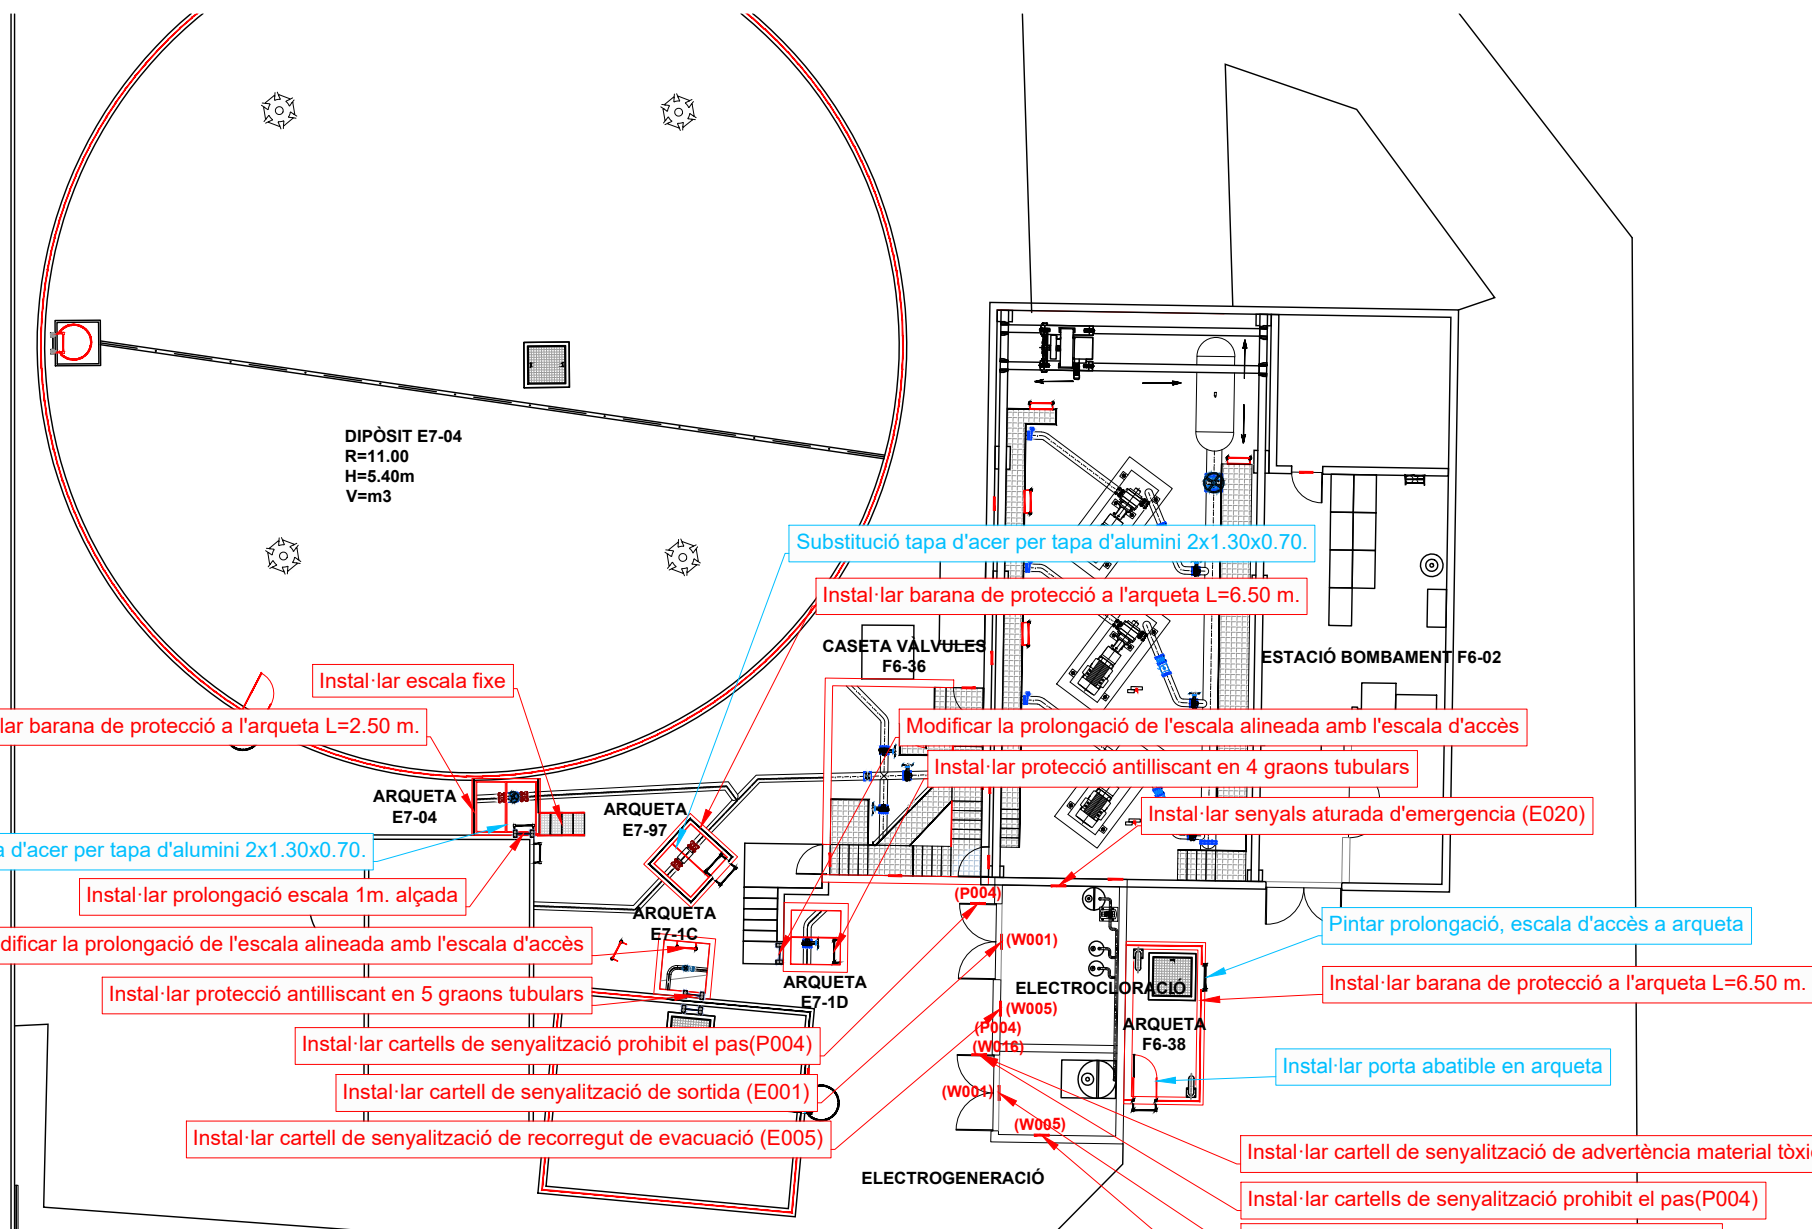 DIPÒSIT E7-04
R=11.00
H=5.40m
V=m3
Substitució tapa d'acer per tapa d'alumini 2x1.30x0.70.
Instal·lar barana de protecció a l'arqueta L=6.50 m.
CASETA VÀLVULES
F6-36
ESTACIÓ BOMBAMENT F6-02
Instal·lar escala fixe
lar barana de protecció a l'arqueta L=2.50 m.
Modificar la prolongació de l'escala alineada amb l'escala d'accès
Instal·lar protecció antilliscant en 4 graons tubulars
ARQUETA
E7-04
ARQUETA
E7-97
Instal·lar senyals aturada d'emergencia (E020)
d'acer per tapa d'alumini 2x1.30x0.70.
Instal·lar prolongació escala 1m. alçada
(P004)
ARQUETA
E7-1C
Pintar prolongació, escala d'accès a arqueta
dificar la prolongació de l'escala alineada amb l'escala d'accès
(W001)
Instal·lar protecció antilliscant en 5 graons tubulars
ARQUETA
E7-1D
ELECTROCLORACIÓ
Instal·lar barana de protecció a l'arqueta L=6.50 m.
(W005)
(P004)
(W016)
ARQUETA
F6-38
Instal·lar cartells de senyalització prohibit el pas(P004)
Instal·lar porta abatible en arqueta
Instal·lar cartell de senyalització de sortida (E001)
(W001)
Instal·lar cartell de senyalització de recorregut de evacuació (E005)
(W005)
Instal·lar cartell de senyalització de advertència material tòxi
ELECTROGENERACIÓ
Instal·lar cartells de senyalització prohibit el pas(P004)